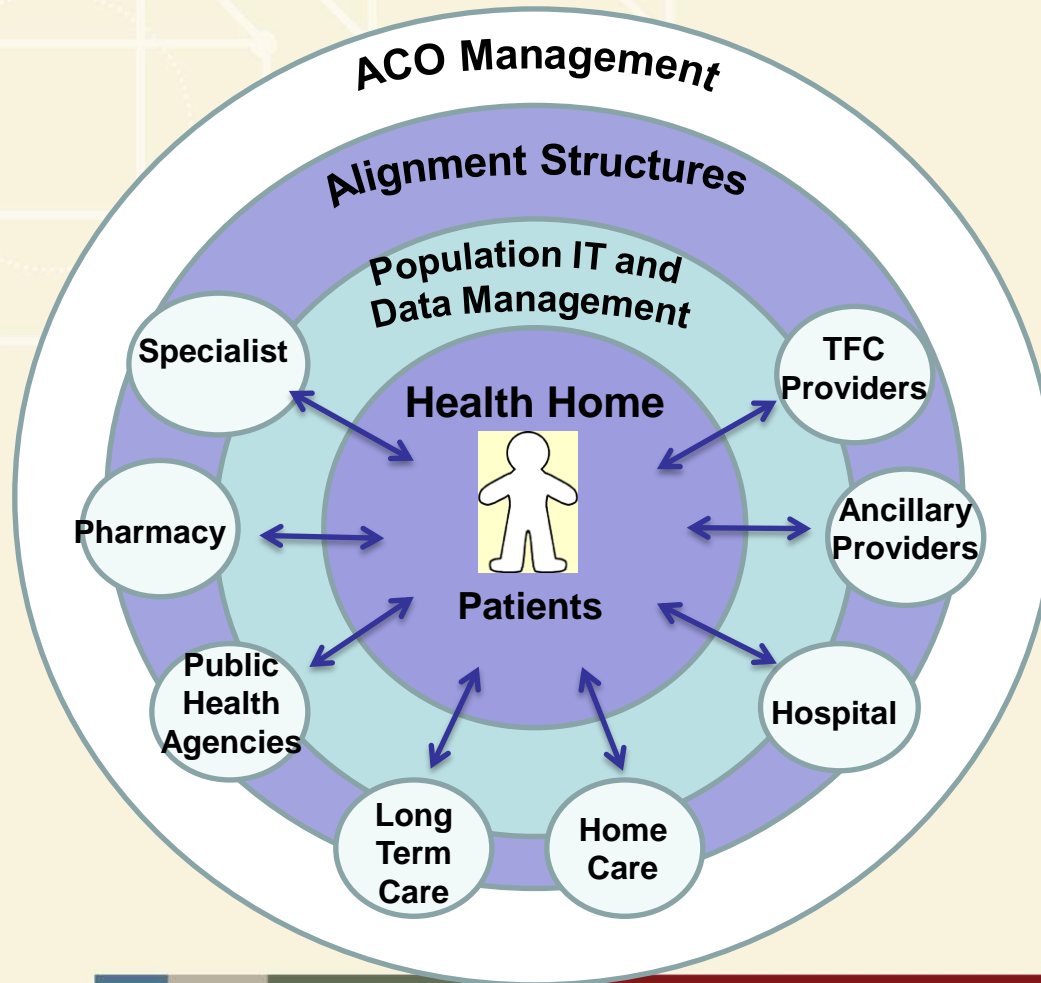 ACO Management
Alignment Structures
Population IT and
Data Management
Specialist
TFC
Providers
Health Home
Pharmacy
Ancillary
Providers
Patients
Public
Health
Agencies
Hospital
Long
Term
Care
Home
Care